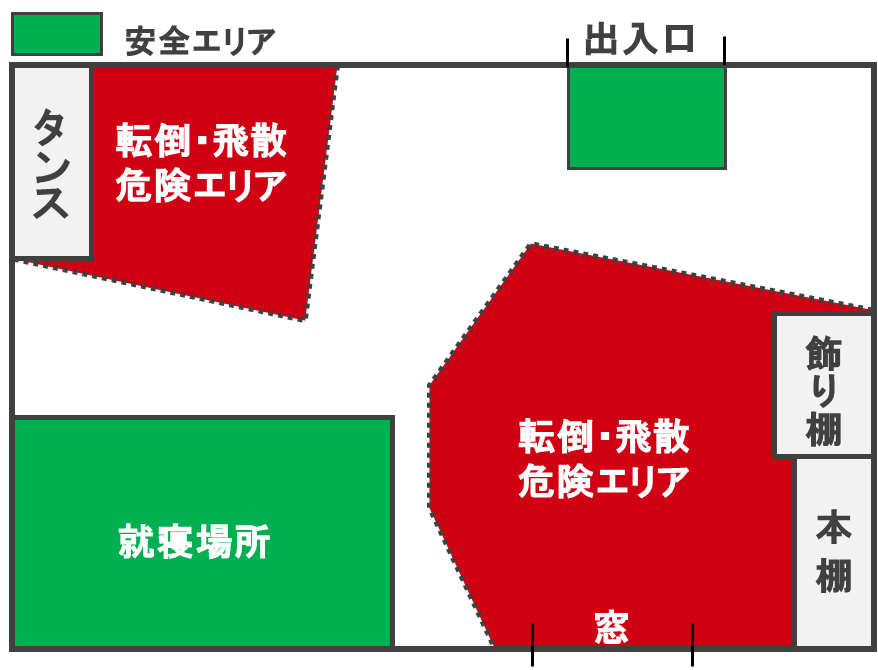 安全エリア
出入口
タンス
転倒・飛散
危険エリア
飾り棚
転倒・飛散
危険エリア
本棚
就寝場所
窓